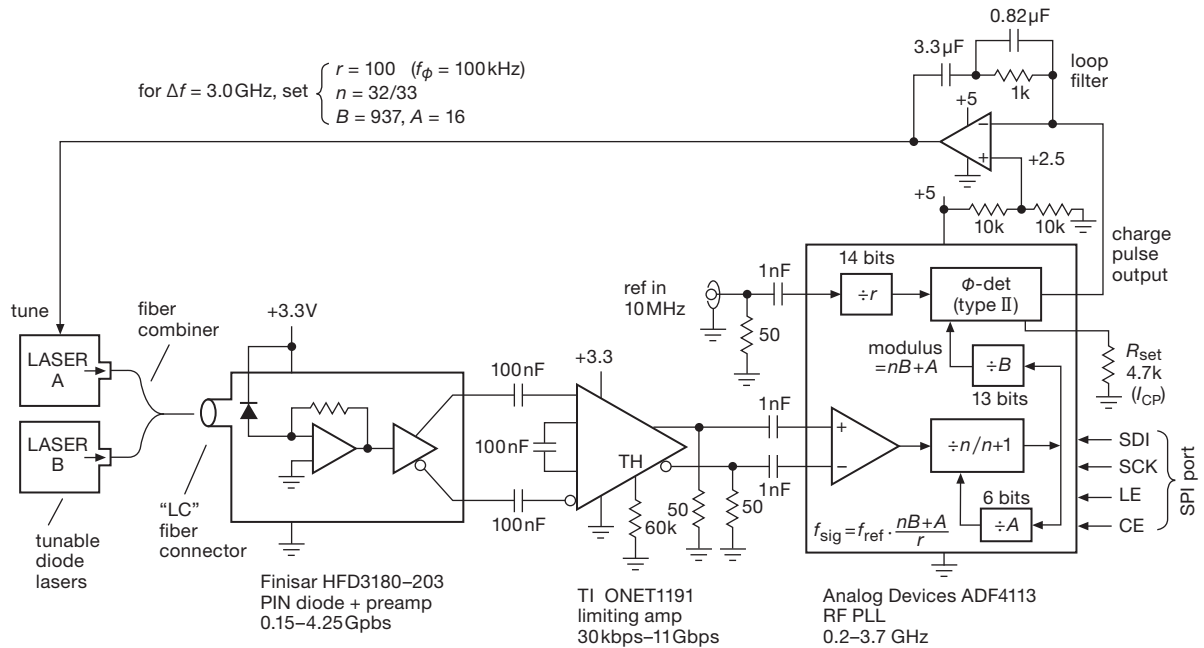 0.82µF
3.3µF
loop
filter
1k
for Δf = 3.0GHz, set
r = 100 (fϕ = 100kHz)
n = 32/33
B = 937, A = 16
+5
−
+
+2.5
+5
10k
10k
charge
pulse
output
14 bits
1nF
ref in
10MHz
÷r
Φ-det
(type II)
50
tune
fiber
combiner
+3.3V
LASER
A
LASER
B
modulus
=nB+A
÷B
13 bits
Rset
4.7k
(ICP)
100nF
+3.3
1nF
100nF
+
−
÷n/n+1
SDI
SCK
LE
CE
SPI port
TH
1nF
50
50
60k
100nF
6 bits
÷A
fsig = fref · nB+A / r
"LC"
fiber
connector
tunable
diode
lasers
Finisar HFD3180–203
PIN diode + preamp
0.15–4.25Gpbs
TI ONET1191
limiting amp
30kbps–11Gbps
Analog Devices ADF4113
RF PLL
0.2–3.7 GHz